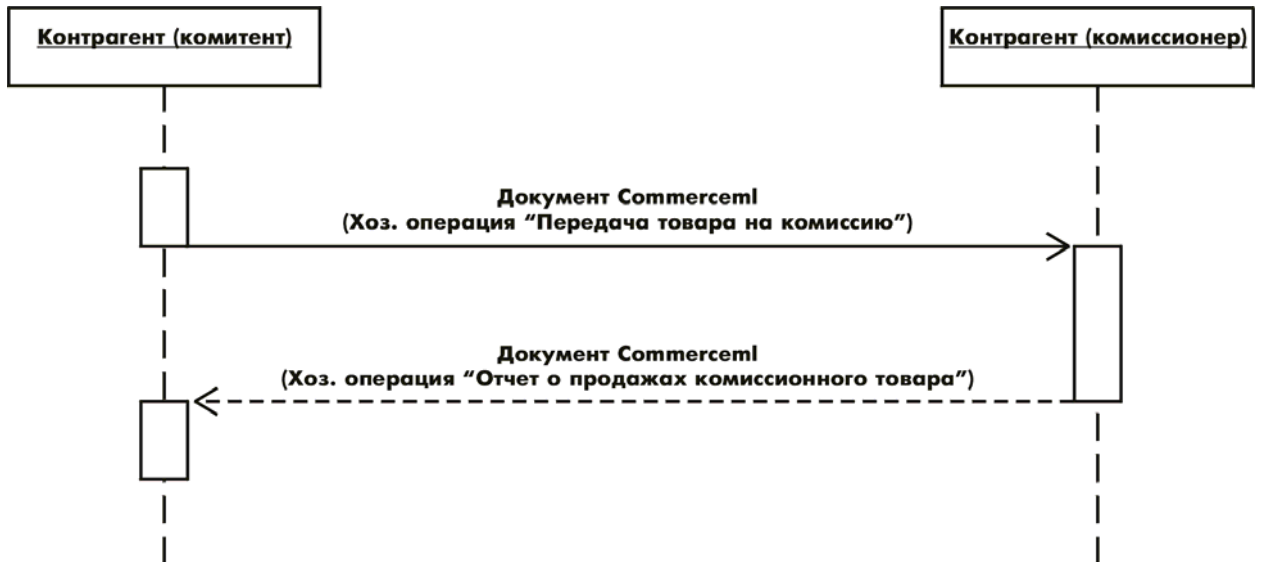 Контрагент (комитент)
Контрагент (комиссионер)
Документ Commerceml
(Хоз. операция “Передача товара на комиссию”)
Документ Commerceml
(Хоз. операция “Отчет о продажах комиссионного товара”)